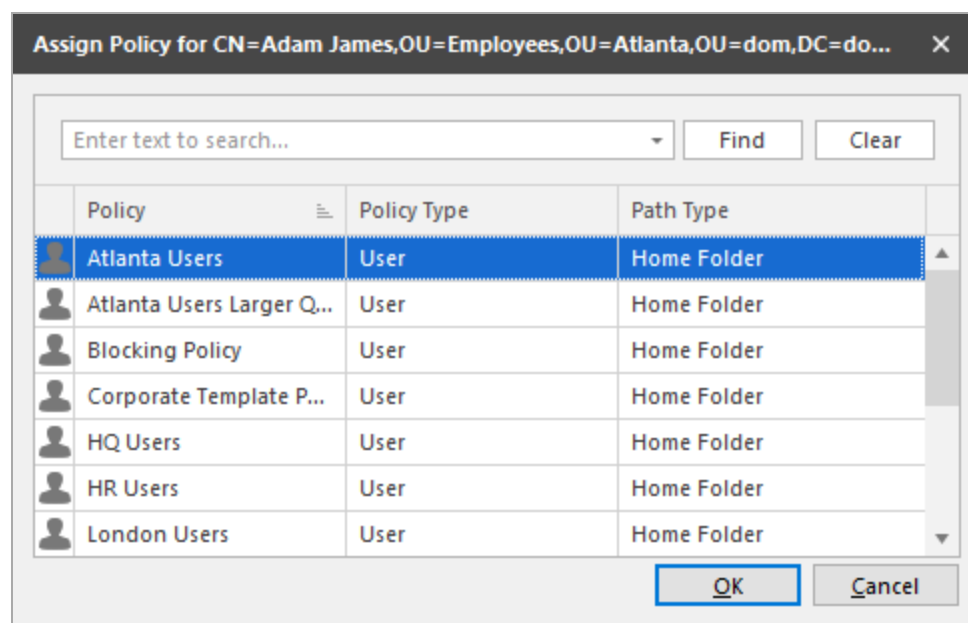 Assign Policy for CN=Adam James,OU=Employees,OU=Atlanta,OU=dom,DC=do...
Enter text to search... Find Clear
Policy Policy Type Path Type
Atlanta Users User Home Folder
Atlanta Users Larger Q... User Home Folder
Blocking Policy User Home Folder
Corporate Template P... User Home Folder
HQ Users User Home Folder
HR Users User Home Folder
London Users User Home Folder
OK Cancel